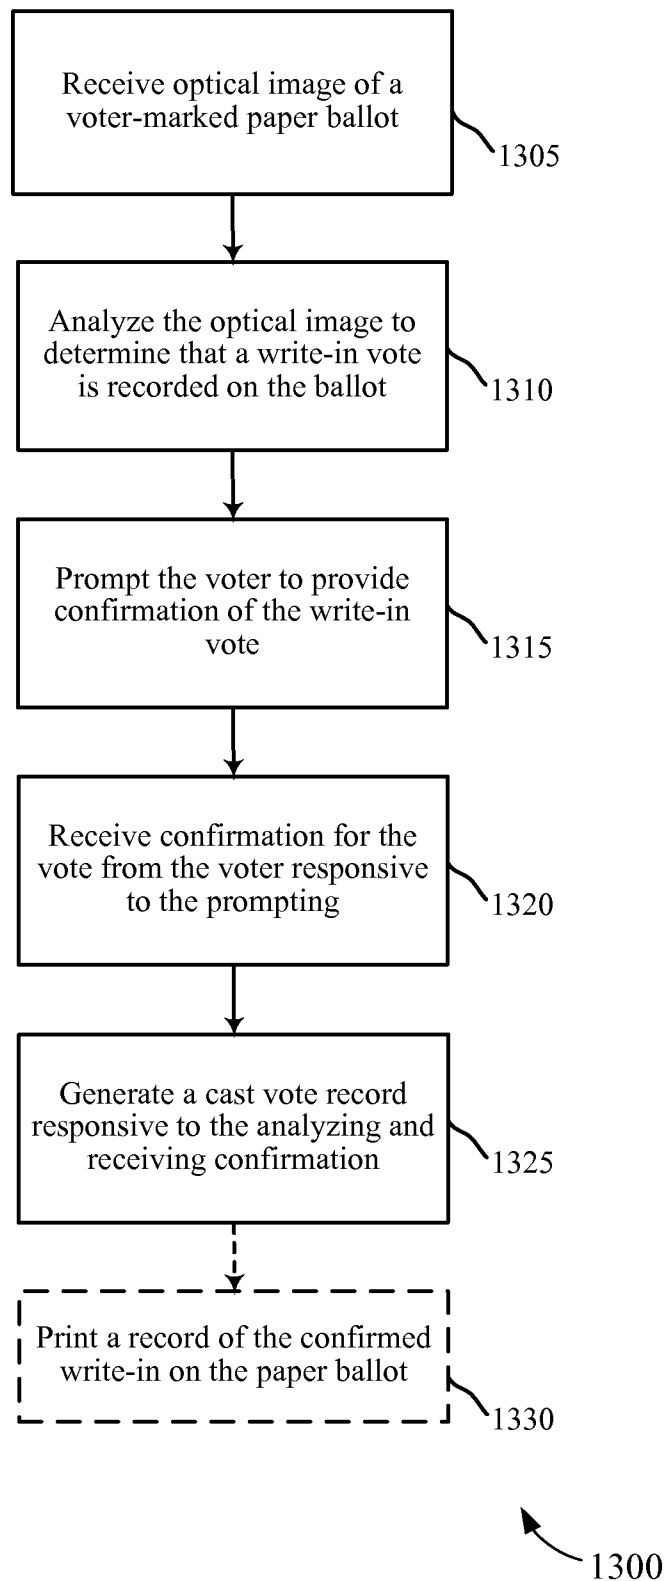 Receive optical image of a
voter-marked paper ballot
1305
Analyze the optical image to
determine that a write-in vote
is recorded on the ballot
1310
Prompt the voter to provide
confirmation of the write-in
vote
1315
Receive confirmation for the
vote from the voter responsive
to the prompting
1320
Generate a cast vote record
responsive to the analyzing and
receiving confirmation
1325
Print a record of the confirmed
write-in on the paper ballot
1330
1300